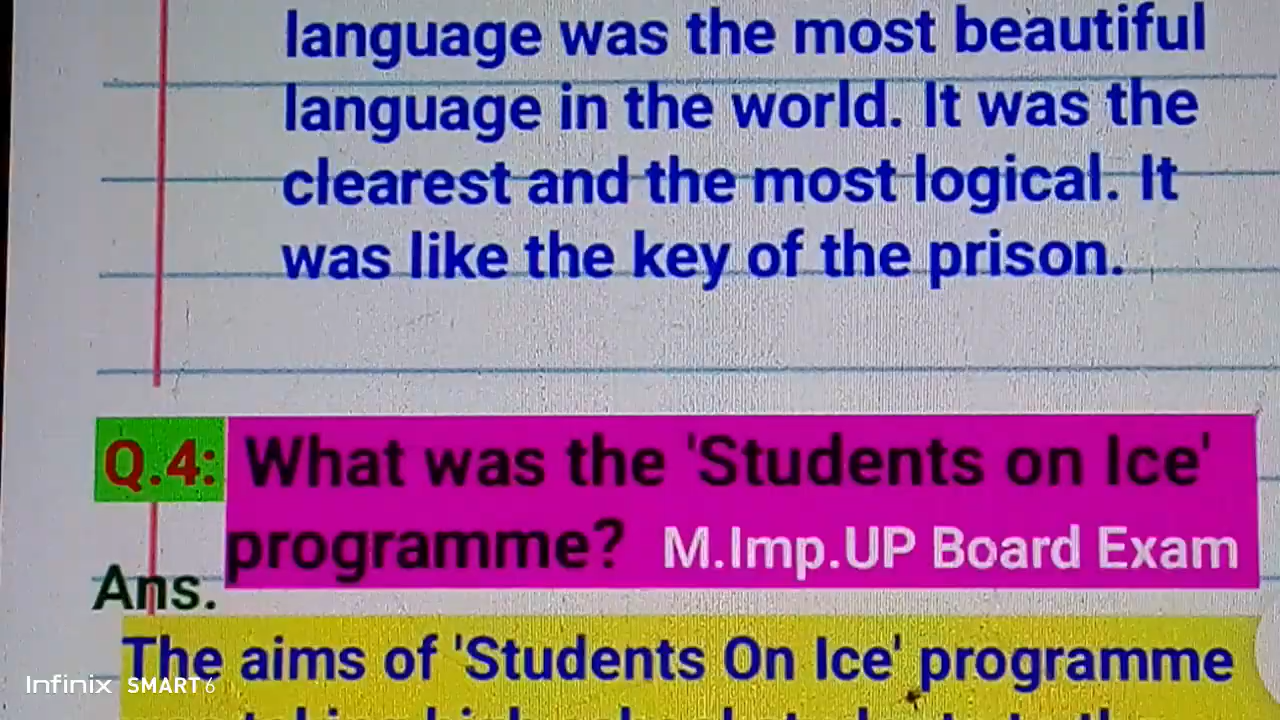 language was the most beautiful
language in the world. It was the
clearest and the most logical. It
was like the key of the prison.
Q.4: What was the 'Students on Ice'
programme? M.Imp.UP Board Exam
Ans.
The aims of 'Students On Ice' programme
Infinix SMART 6